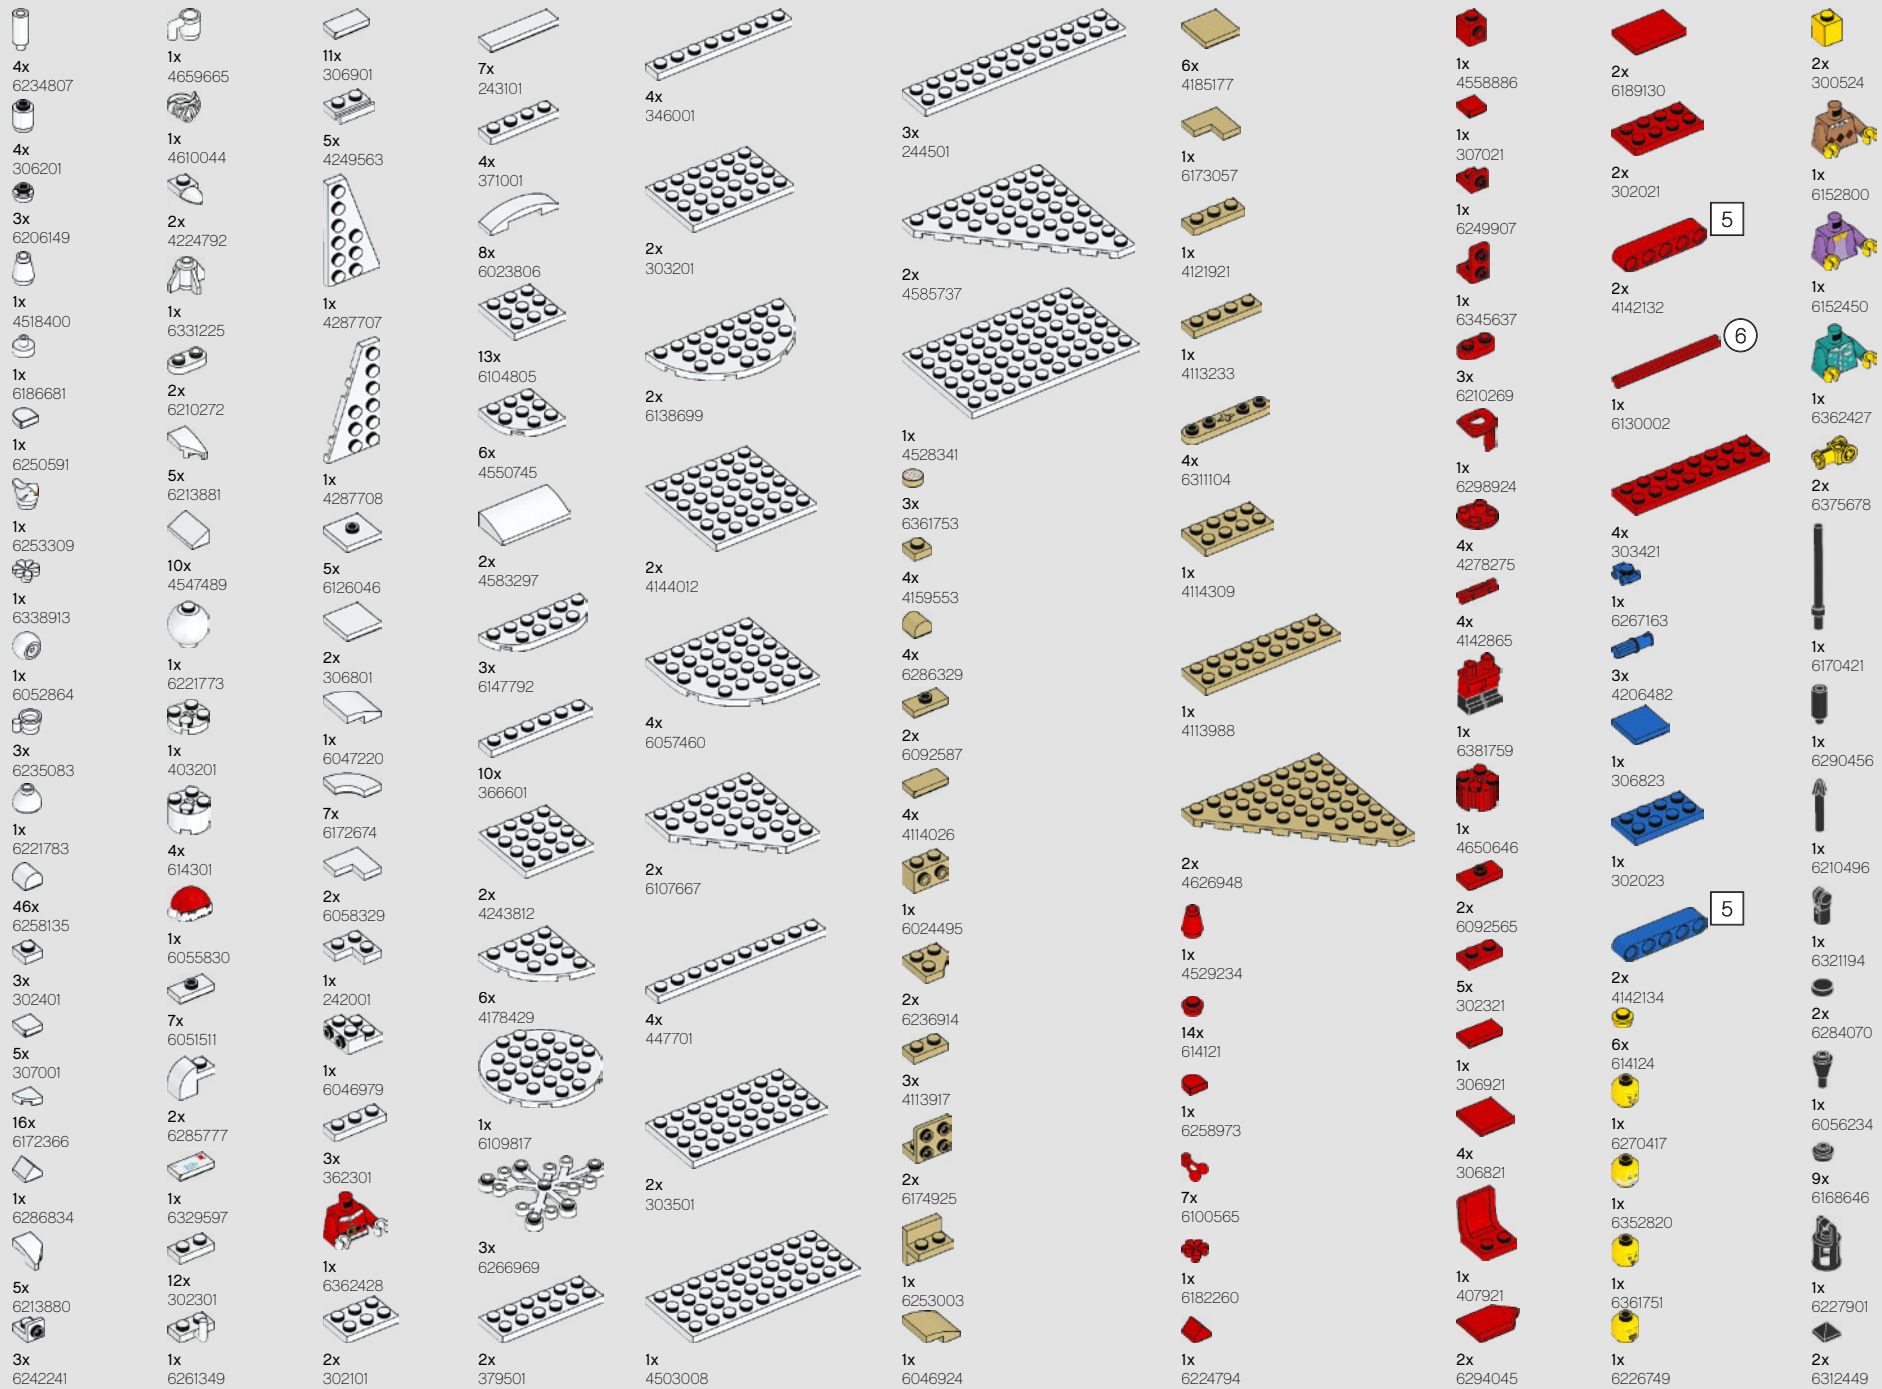 4x
6234807
4x
306201
3x
6206149
1x
4518400
1x
6186681
1x
6250591
1x
6253309
1x
6338913
1x
6052864
3x
6235083
1x
6221783
46x
6258135
3x
302401
5x
307001
16x
6172366
1x
6286834
5x
6213880
3x
6242241
1x
4659665
1x
4610044
2x
4224792
1x
6331225
2x
6210272
5x
6213881
10x
4547489
1x
6221773
1x
403201
4x
614301
1x
6055830
7x
6051511
2x
6285777
1x
6329597
12x
302301
1x
6261349
11x
306901
5x
4249563
1x
4287707
1x
4287708
5x
6126046
2x
306801
1x
6047220
7x
6172674
2x
6058329
1x
242001
1x
6046979
3x
362301
1x
6362428
2x
302101
7x
243101
4x
371001
8x
6023806
13x
6104805
6x
4550745
2x
4583297
3x
6147792
10x
366601
2x
4243812
6x
4178429
1x
6109817
3x
6266969
2x
379501
4x
346001
2x
303201
2x
6138699
2x
4144012
4x
6057460
2x
6107667
4x
447701
2x
303501
1x
4503008
3x
244501
2x
4585737
1x
4528341
3x
6361753
4x
4159553
4x
6286329
2x
6092587
4x
4114026
1x
6024495
2x
6236914
3x
4113917
2x
6174925
1x
6253003
1x
6046924
6x
4185177
1x
6173057
1x
4121921
1x
4113233
4x
6311104
1x
4114309
1x
4113988
2x
4626948
1x
4529234
14x
614121
1x
6258973
7x
6100565
1x
6182260
1x
6224794
1x
4558886
1x
307021
1x
6249907
1x
6345637
3x
6210269
1x
6298924
4x
4278275
4x
4142865
1x
6381759
1x
4650646
2x
6092565
5x
302321
1x
306921
4x
306821
1x
407921
2x
6294045
2x
6189130
2x
302021
5
2x
4142132
6
1x
6130002
4x
303421
1x
6267163
3x
4206482
1x
306823
1x
302023
5
2x
4142134
6x
614124
1x
6270417
1x
6352820
1x
6361751
1x
6226749
2x
300524
1x
6152800
1x
6152450
1x
6362427
2x
6375678
1x
6170421
1x
6290456
1x
6210496
1x
6321194
2x
6284070
1x
6056234
9x
6168646
1x
6227901
2x
6312449